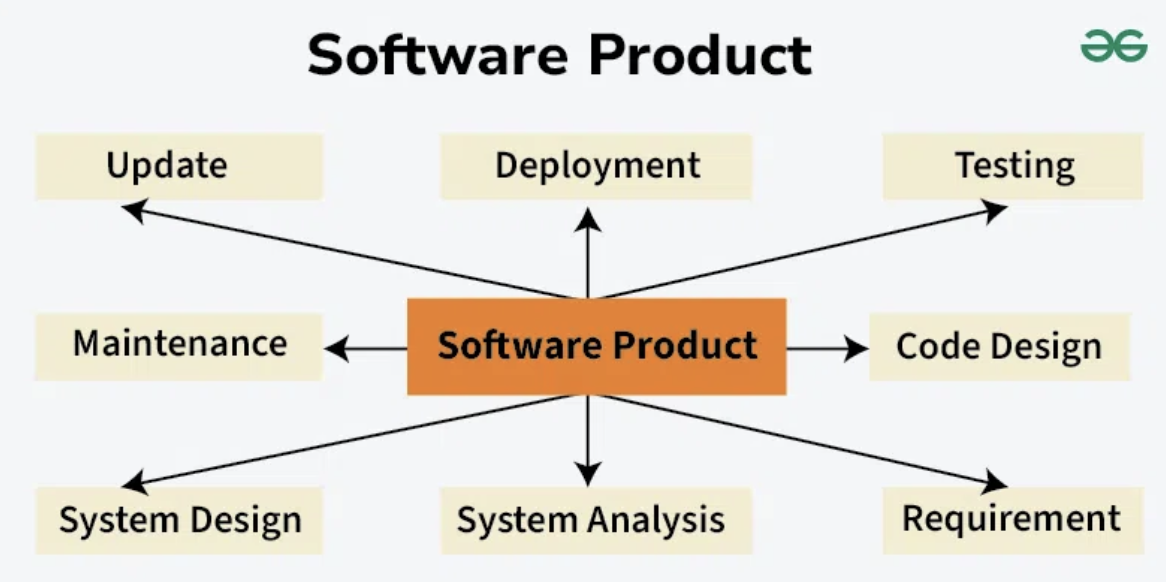 Software Product
Update
Deployment
Testing
Maintenance
Software Product
Code Design
System Design
System Analysis
Requirement